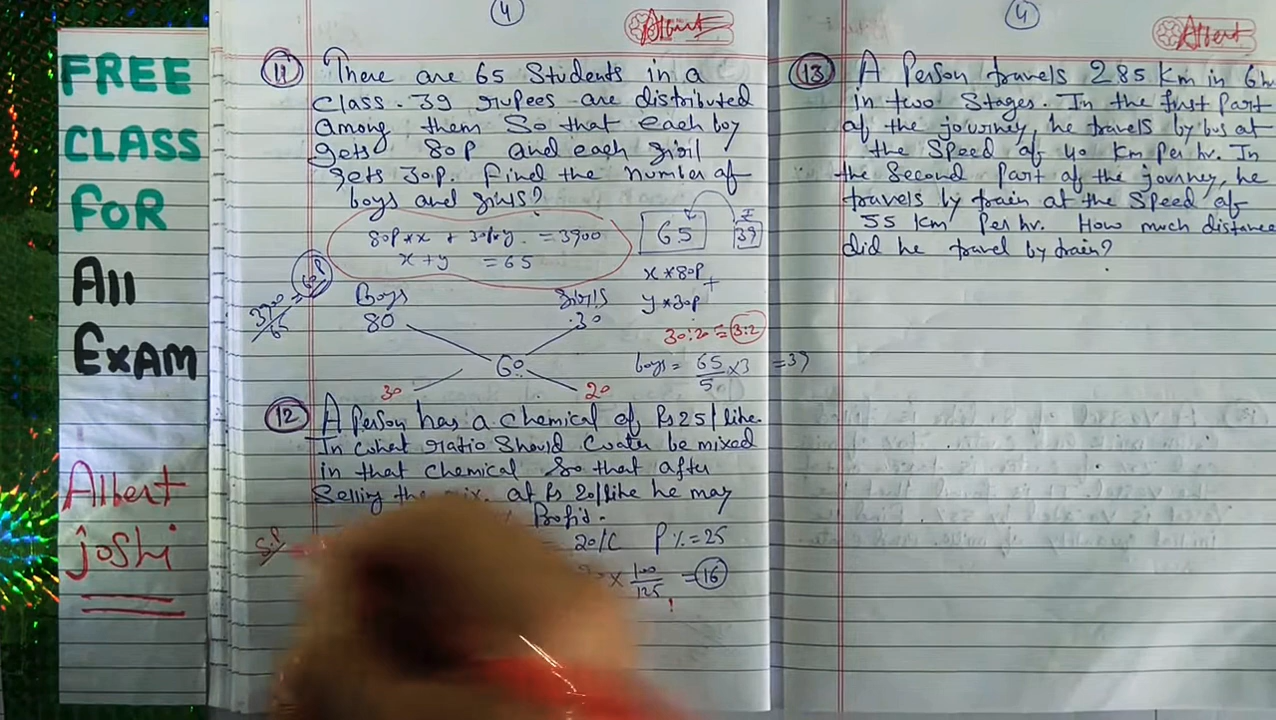 FREE
CLASS
FOR
All
ExAM
Albert
joshi
4
Albert
11 There are 65 Students in a
class. 39 rupees are distributed
among them So that each boy
gets 80P and each girl
gets 30p. find the number of
boys and girls?
80p*x + 30p*y = 3900
x + y = 65
65
39
x*80p +
y*30p
3900/65 = 60p
Boys
girls
80
30
60
30
20
30:20 = 3:2
boys = 65/5 x3 = 39
12 A Person has a chemical of Rs 25/litre.
In what ratio Should water be mixed
in that chemical So that after
Selling the mix. at Rs 20/litre he may
Profit.
S.P
= 20/C P%=25
x 100/125 = 16
4
Albert
13 A Person travels 285 Km in 6h
in two Stages. In the first Part
of the journey, he travels by bus at
the Speed of 40 Km Per hr. In
the Second Part of the journey, he
travels by train at the Speed of
55 Km Per hr. How much distance
did he travel by train?